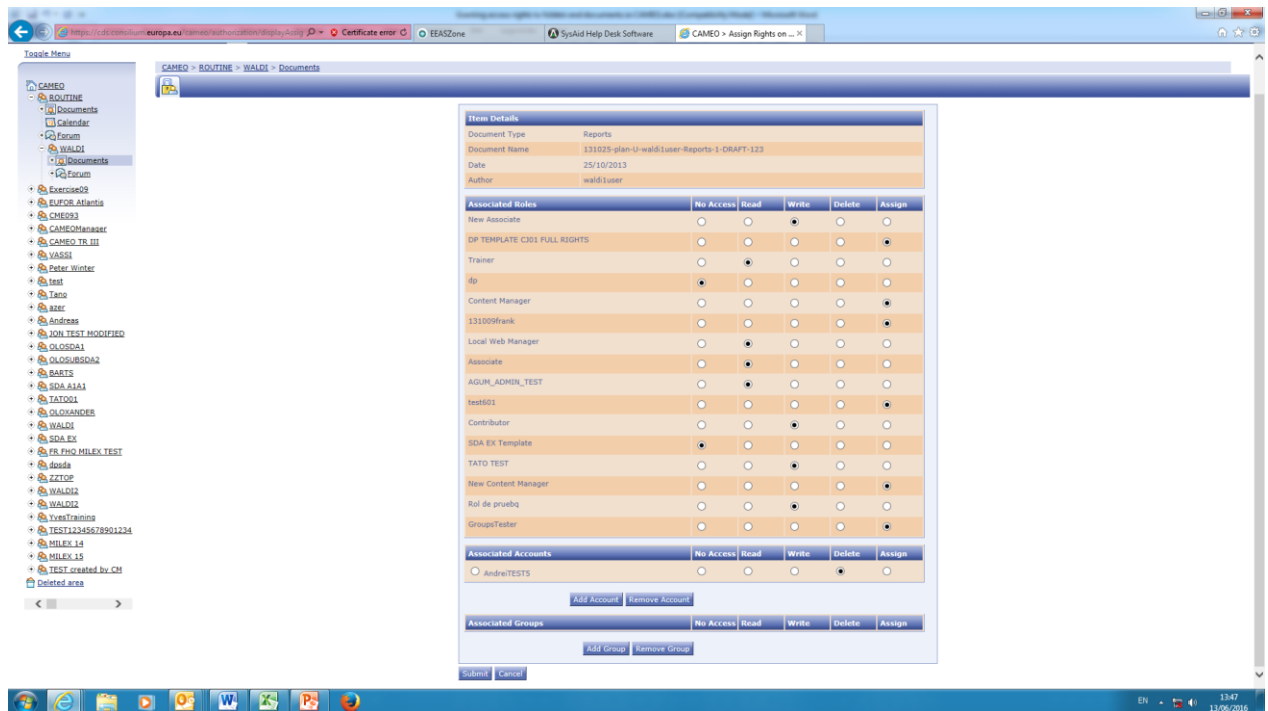 https://cds.consilium.europa.eu/cameo/authorization/displayAssig
Certificate error
EEASZone
SysAid Help Desk Software
CAMEO > Assign Rights on ...
Toggle Menu
CAMEO > ROUTINE > WALDI > Documents
CAMEO
ROUTINE
Documents
Calendar
Forum
WALDI
Documents
Forum
Exercise09
EUFOR Atlantis
CME093
CAMEOManager
CAMEO TR III
VASSI
Peter Winter
test
Tano
azer
Andreas
JON TEST MODIFIED
OLOSDA1
OLOSUBSDA2
BARTS
SDA A1A1
TATO01
OLOXANDER
WALDI
SDA EX
FR FHQ MILEX TEST
dpsda
ZZTOP
WALDI2
WALDI2
YvesTraining
TEST12345678901234
MILEX 14
MILEX 15
TEST created by CM
Deleted area
Item Details
Document Type Reports
Document Name 131025-plan-U-waldi1user-Reports-1-DRAFT-123
Date 25/10/2013
Author waldi1user
Associated Roles No Access Read Write Delete Assign
New Associate
DP TEMPLATE CJ01 FULL RIGHTS
Trainer
dp
Content Manager
131009frank
Local Web Manager
Associate
AGUM_ADMIN_TEST
test601
Contributor
SDA EX Template
TATO TEST
New Content Manager
Rol de pruebq
GroupsTester
Associated Accounts No Access Read Write Delete Assign
AndreiTEST5
Add Account Remove Account
Associated Groups No Access Read Write Delete Assign
Add Group Remove Group
Submit Cancel
EN
13:47
13/06/2016